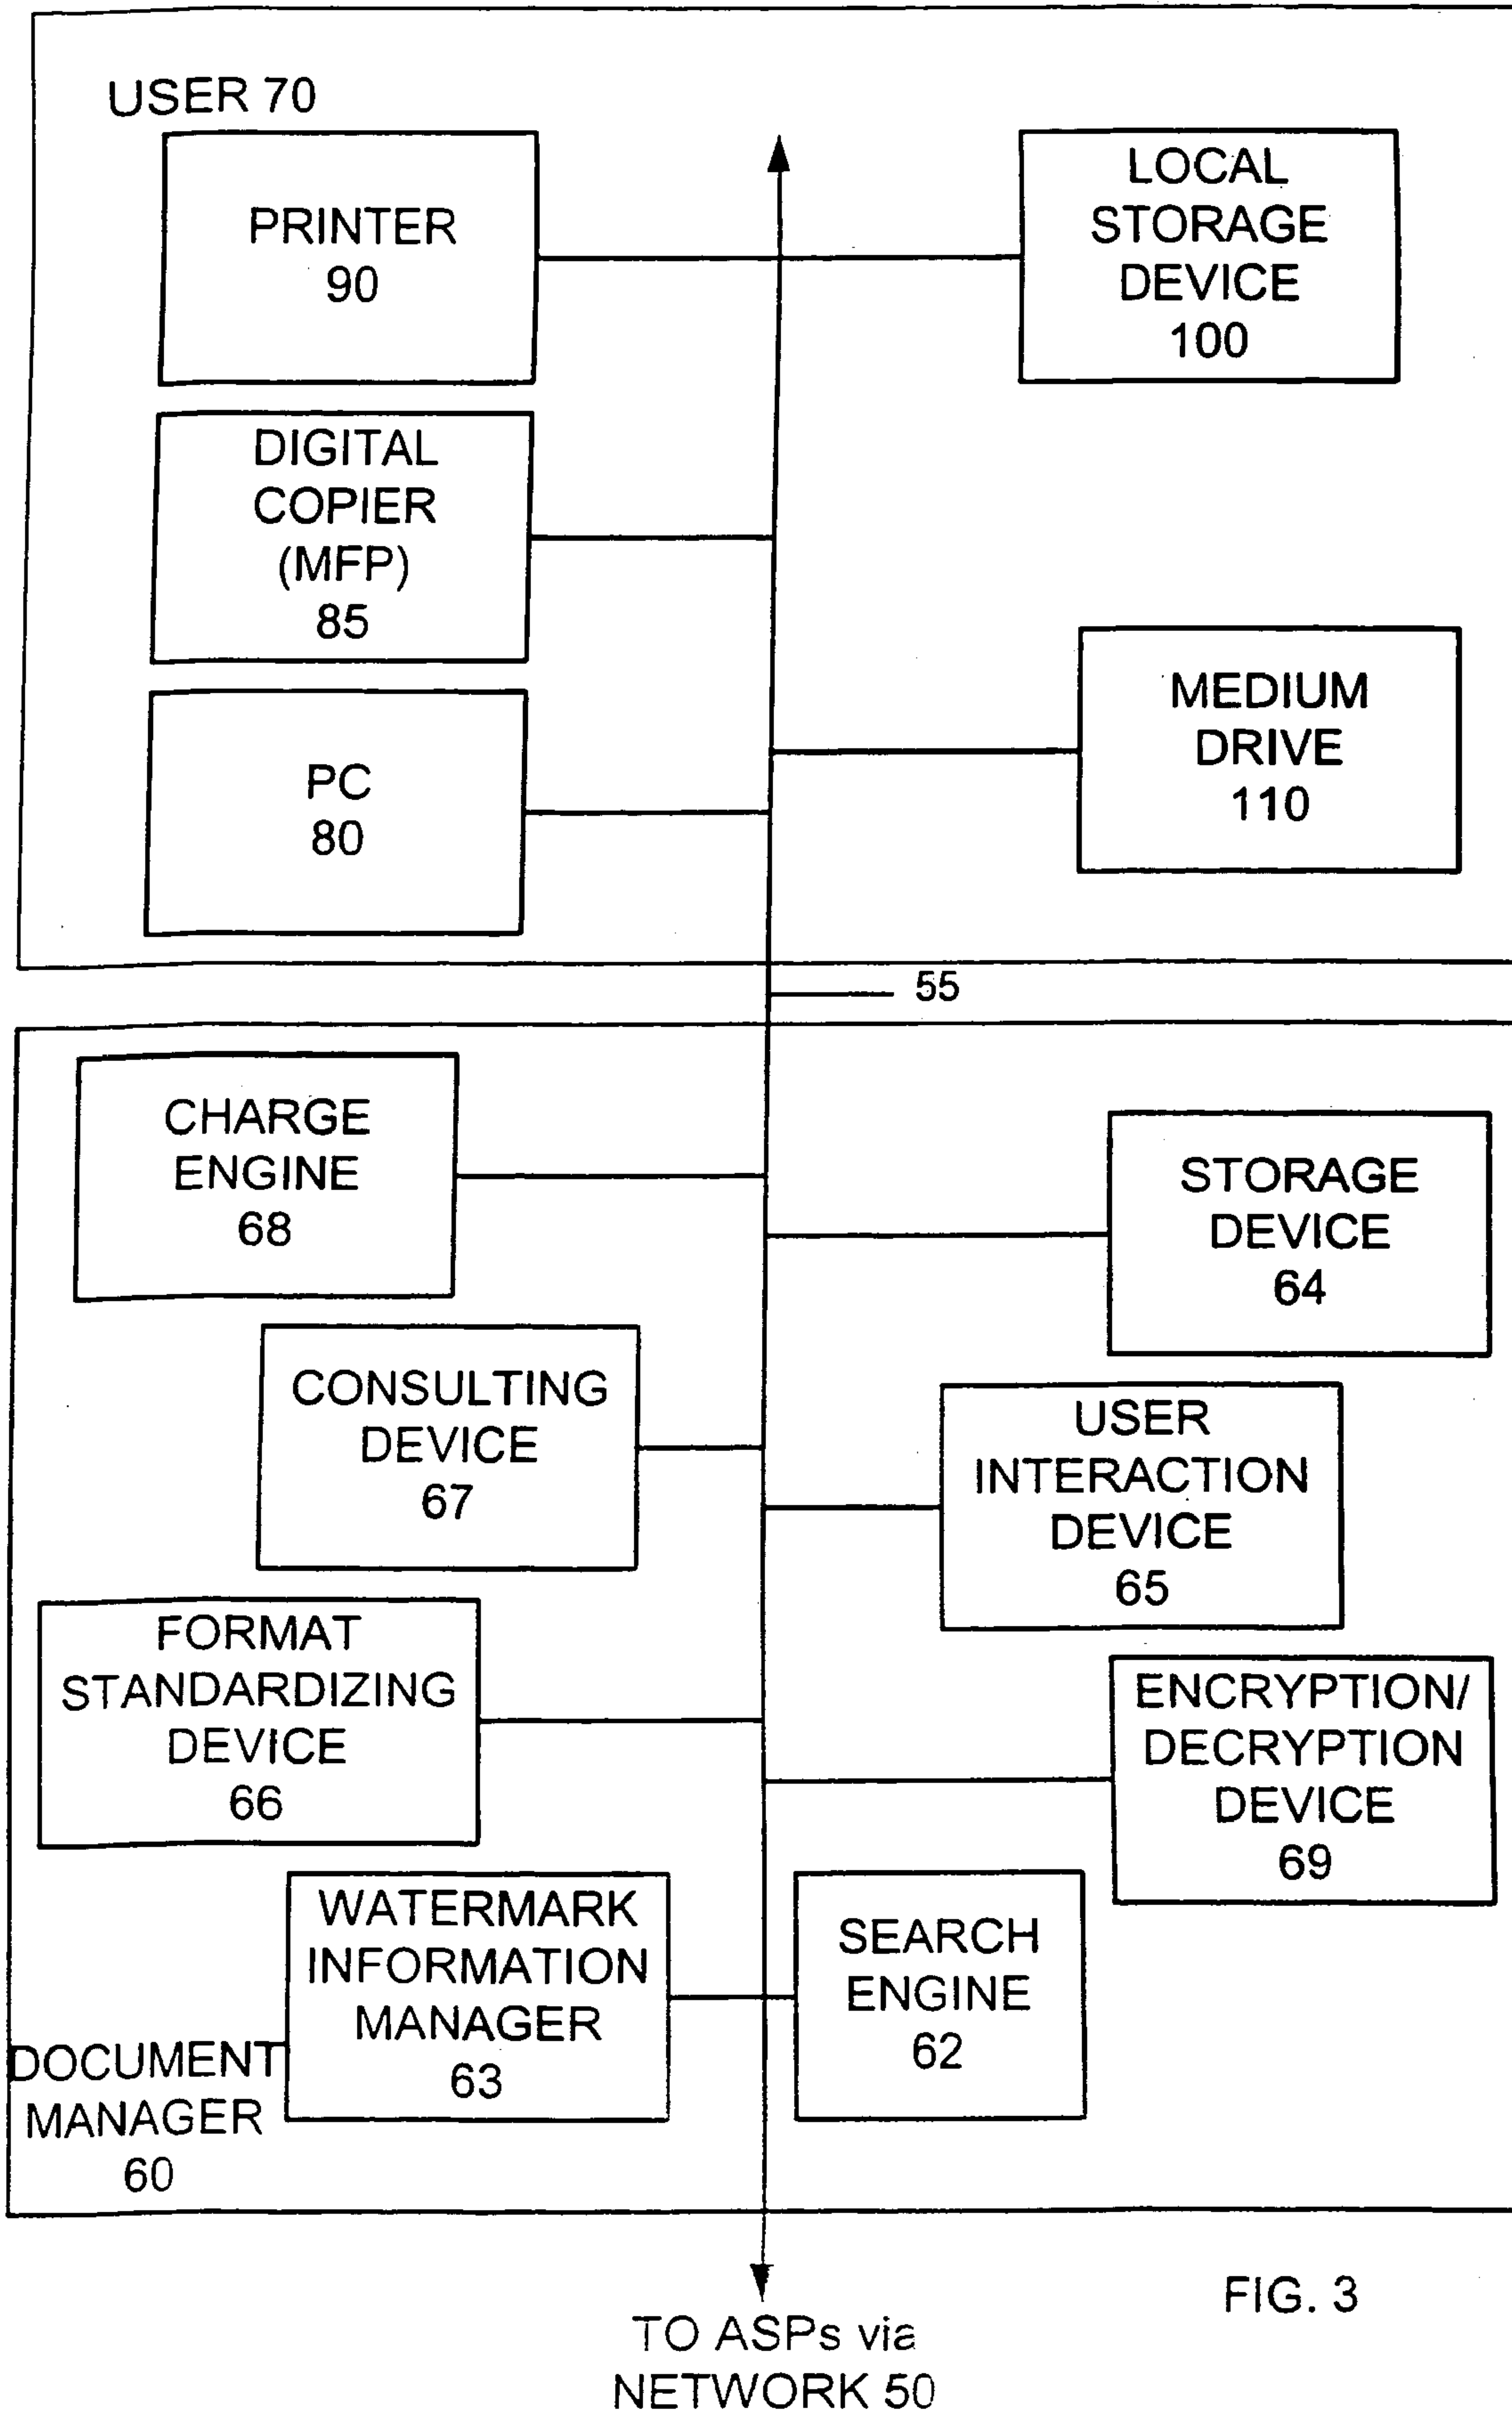 USER 70
PRINTER
90
LOCAL
STORAGE
DEVICE
100
DIGITAL
COPIER
(MFP)
85
MEDIUM
DRIVE
110
PC
80
55
CHARGE
ENGINE
68
STORAGE
DEVICE
64
CONSULTING
DEVICE
67
USER
INTERACTION
DEVICE
65
FORMAT
STANDARDIZING
DEVICE
66
ENCRYPTION/
DECRYPTION
DEVICE
69
WATERMARK
INFORMATION
MANAGER
63
SEARCH
ENGINE
62
DOCUMENT
MANAGER
60
FIG. 3
TO ASPs via
NETWORK 50